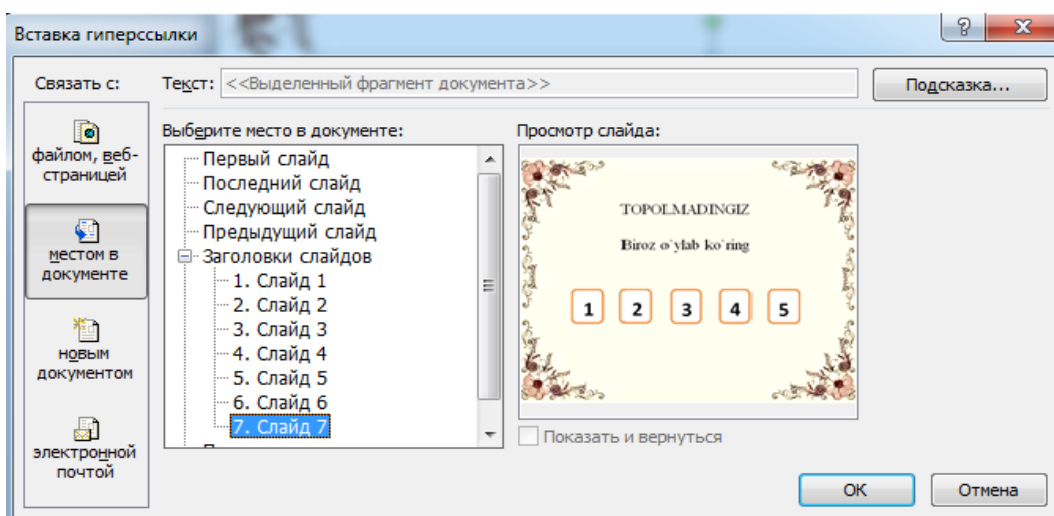 Вставка гиперссылки
Связать с:
Текст: <<Выделенный фрагмент документа>>
Подсказка...
файлом, веб-
страницей
местом в
документе
новым
документом
электронной
почтой
Выберите место в документе:
Первый слайд
Последний слайд
Следующий слайд
Предыдущий слайд
Заголовки слайдов
1. Слайд 1
2. Слайд 2
3. Слайд 3
4. Слайд 4
5. Слайд 5
6. Слайд 6
7. Слайд 7
Просмотр слайда:
TOPOLMADINGIZ
Biroz o`ylab ko`ring
1 2 3 4 5
Показать и вернуться
ОК
Отмена